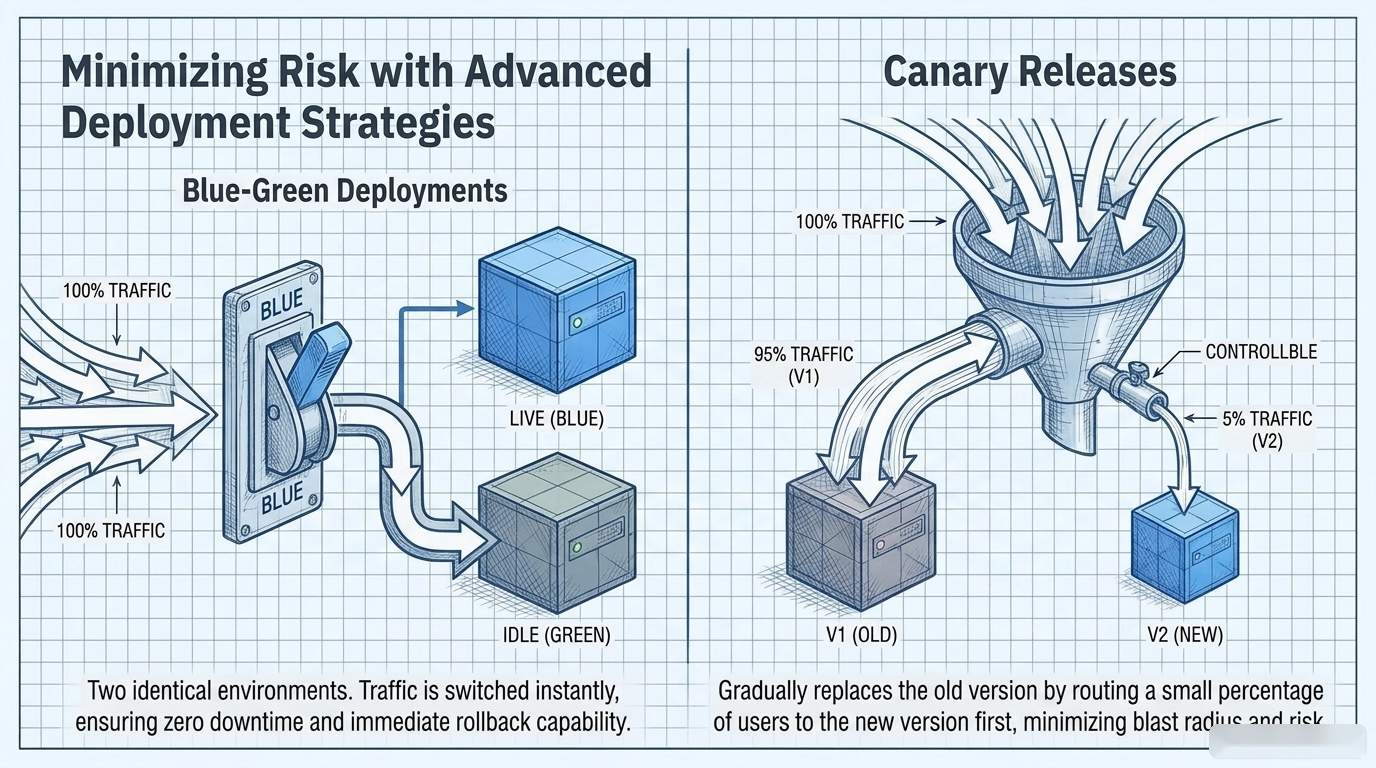 Minimizing Risk with Advanced
Deployment Strategies
Blue-Green Deployments
100% TRAFFIC
BLUE
BLUE
100% TRAFFIC
LIVE (BLUE)
IDLE (GREEN)
Two identical environments. Traffic is switched instantly,
ensuring zero downtime and immediate rollback capability.
Canary Releases
100% TRAFFIC
95% TRAFFIC
(V1)
CONTROLLBLE
5% TRAFFIC
(V2)
V1 (OLD)
V2 (NEW)
Gradually replaces the old version by routing a small percentage
of users to the new version first, minimizing blast radius and risk